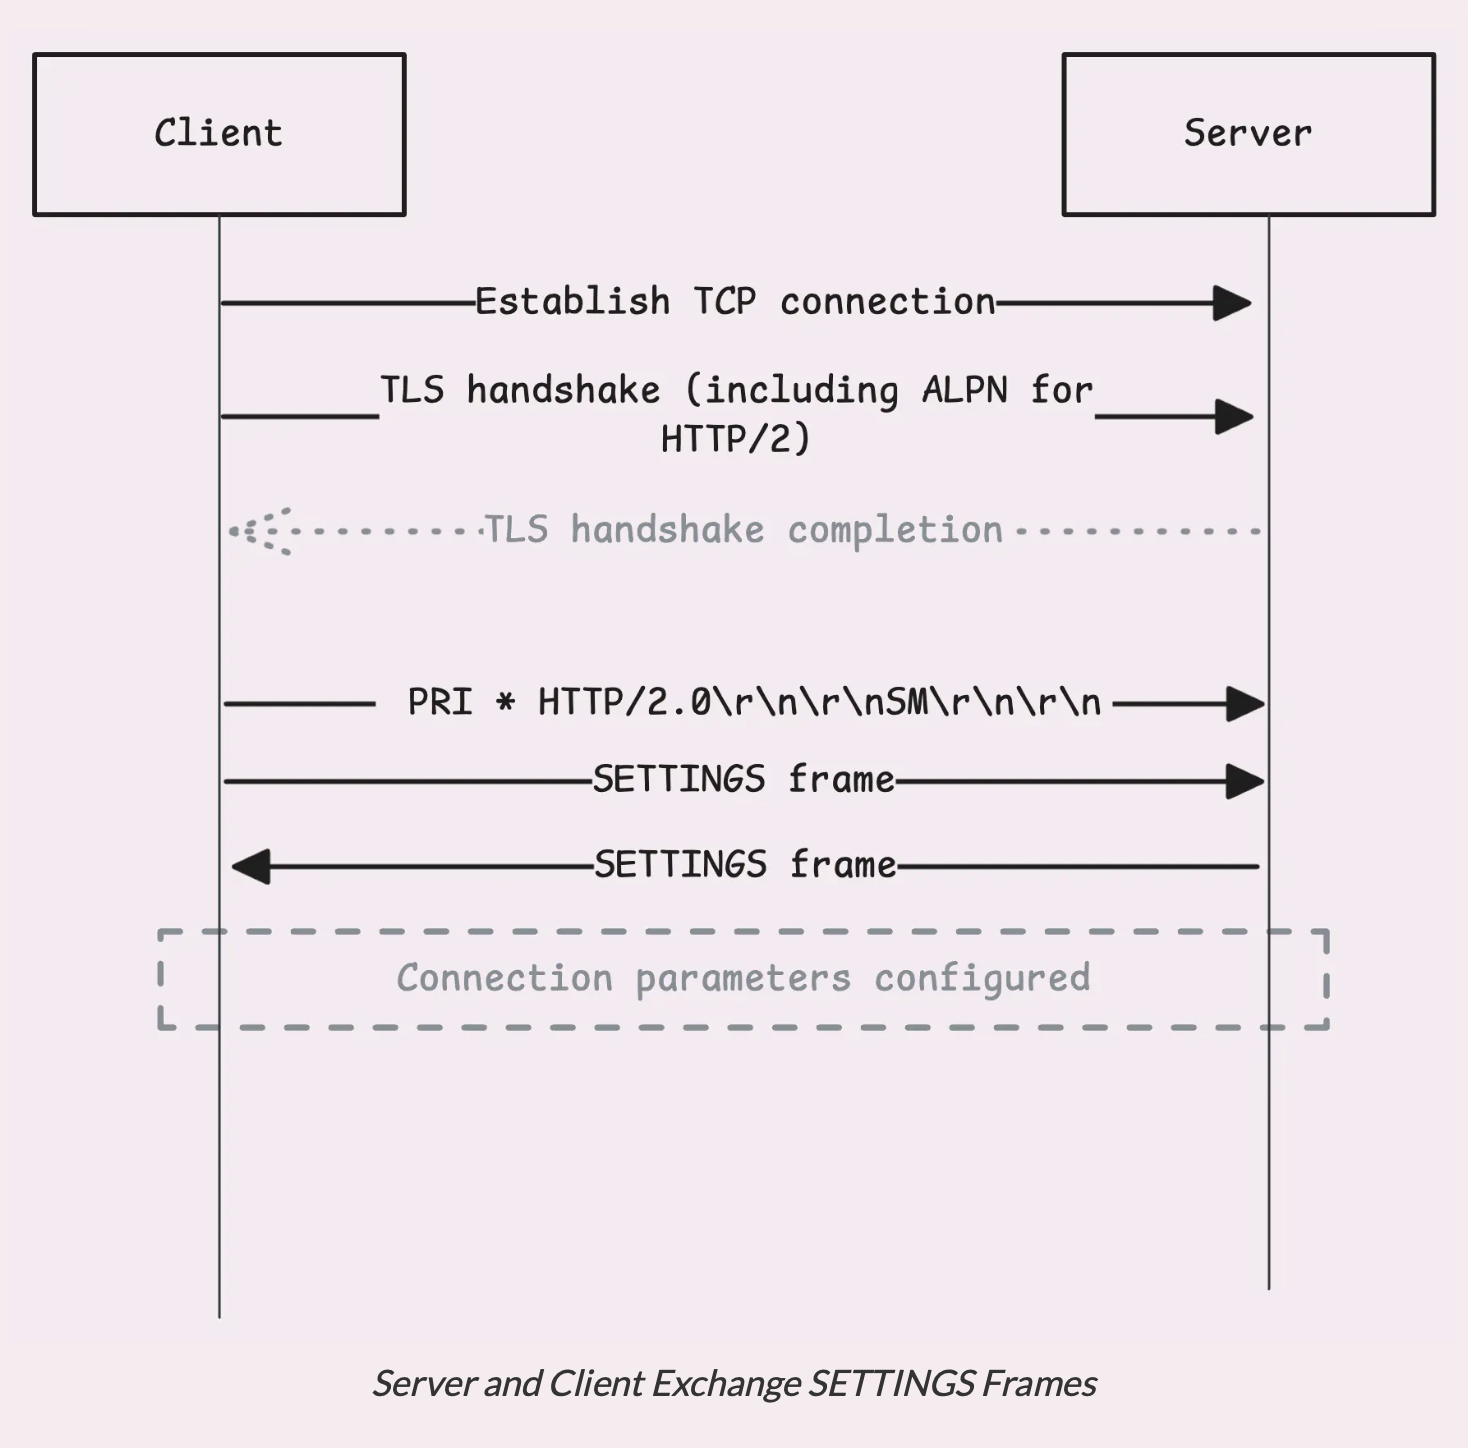 Client
Server
Establish TCP connection
TLS handshake (including ALPN for
HTTP/2)
TLS handshake completion
PRI * HTTP/2.0\r\n\r\nSM\r\n\r\n
SETTINGS frame
SETTINGS frame
Connection parameters configured
Server and Client Exchange SETTINGS Frames